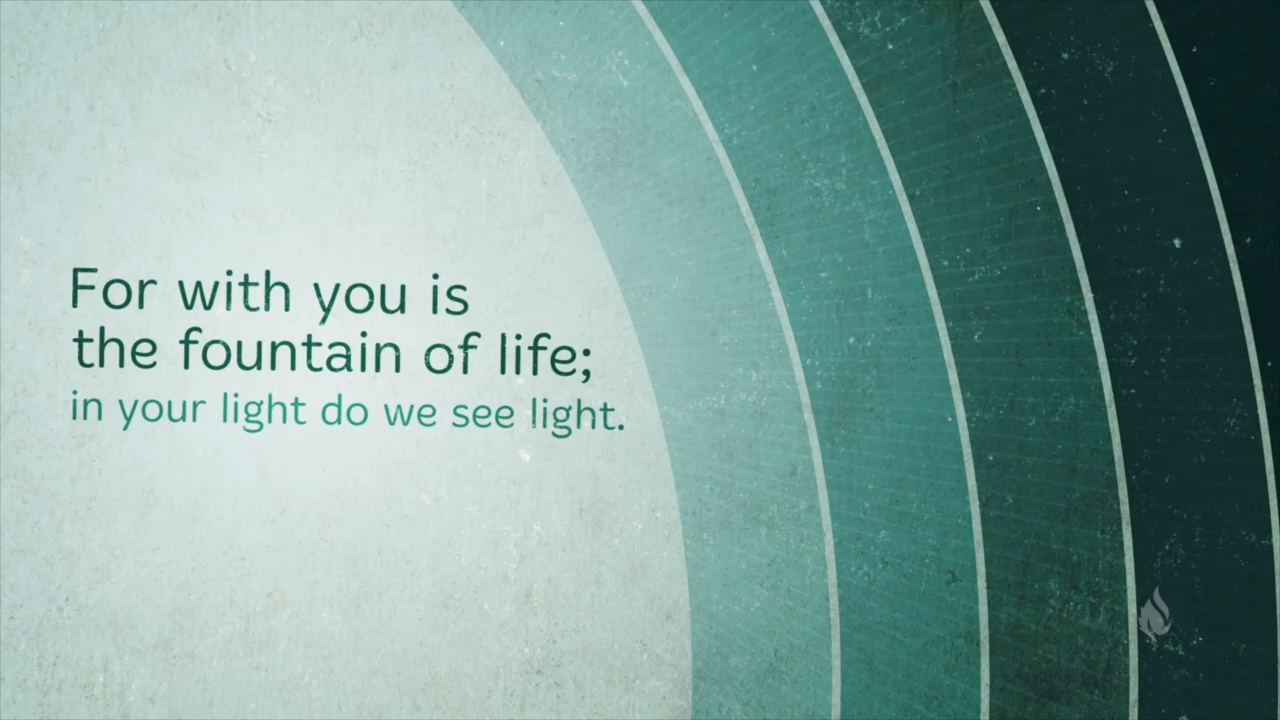 For with you is
the fountain of life;
in your light do we see light.